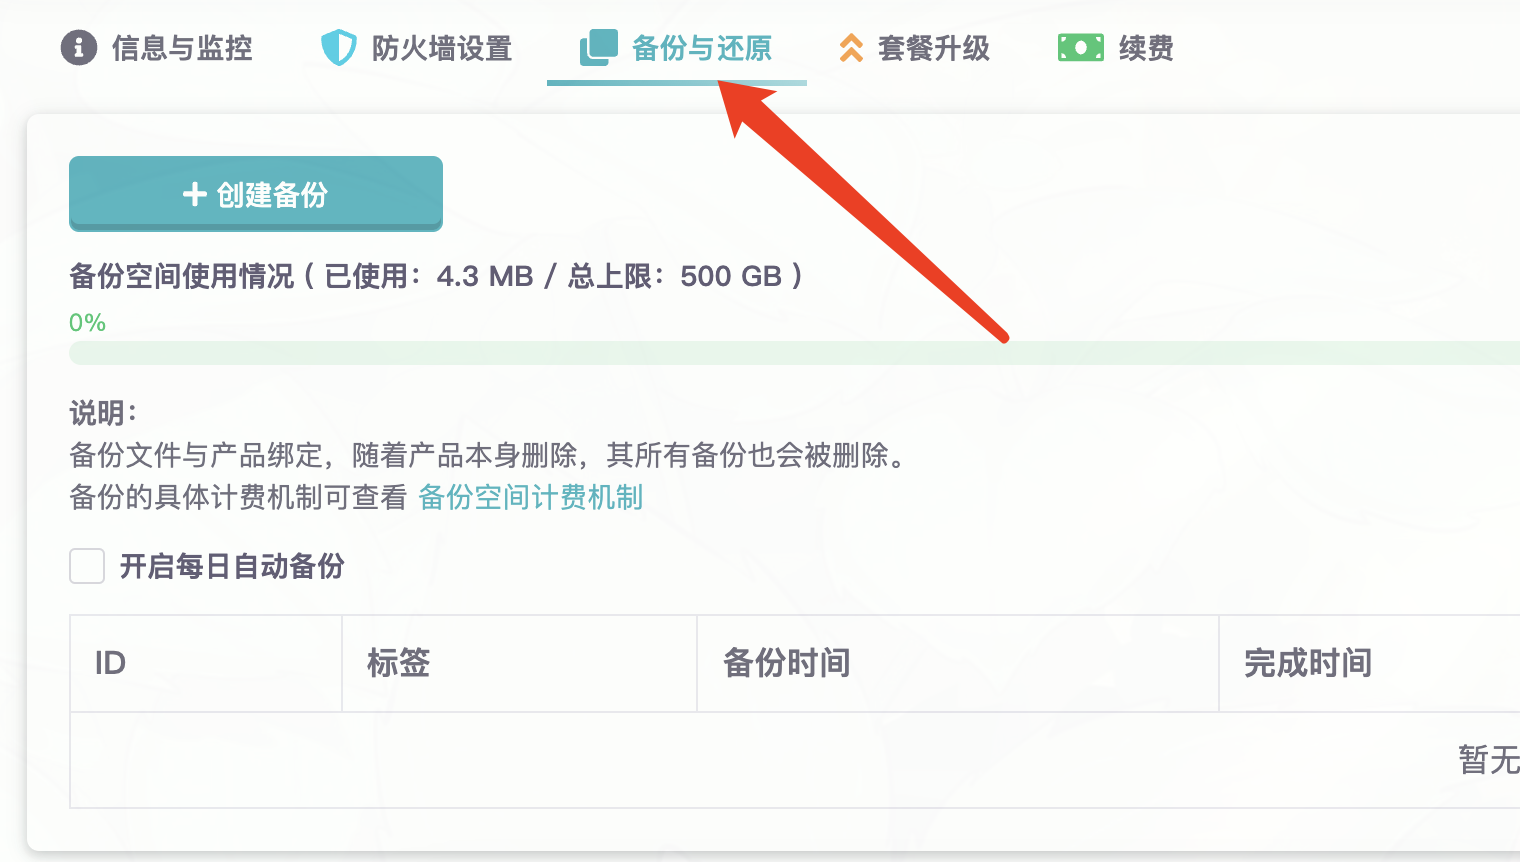 信息与监控 防火墙设置 备份与还原 套餐升级 续费
+ 创建备份
备份空间使用情况 ( 已使用：4.3 MB / 总上限：500 GB )
0%
说明：
备份文件与产品绑定，随着产品本身删除，其所有备份也会被删除。
备份的具体计费机制可查看 备份空间计费机制
开启每日自动备份
ID 标签 备份时间 完成时间
暂无